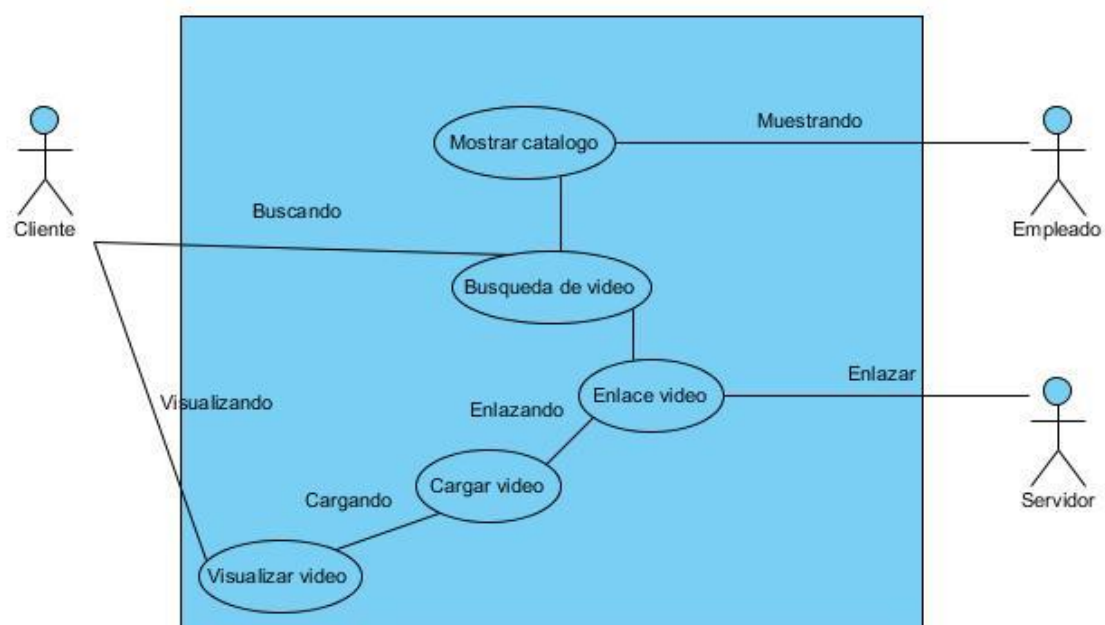 Muestrando
Mostrar catalogo
Buscando
Cliente
Empleado
Busqueda de video
Enlazar
Enlace video
Visualizando
Enlazando
Cargar video
Cargando
Servidor
Visualizar video